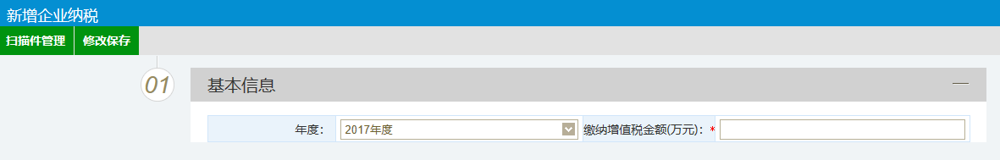 新增企业纳税
扫描件管理 修改保存
01 基本信息
年度： 2017年度 缴纳增值税金额(万元)：*